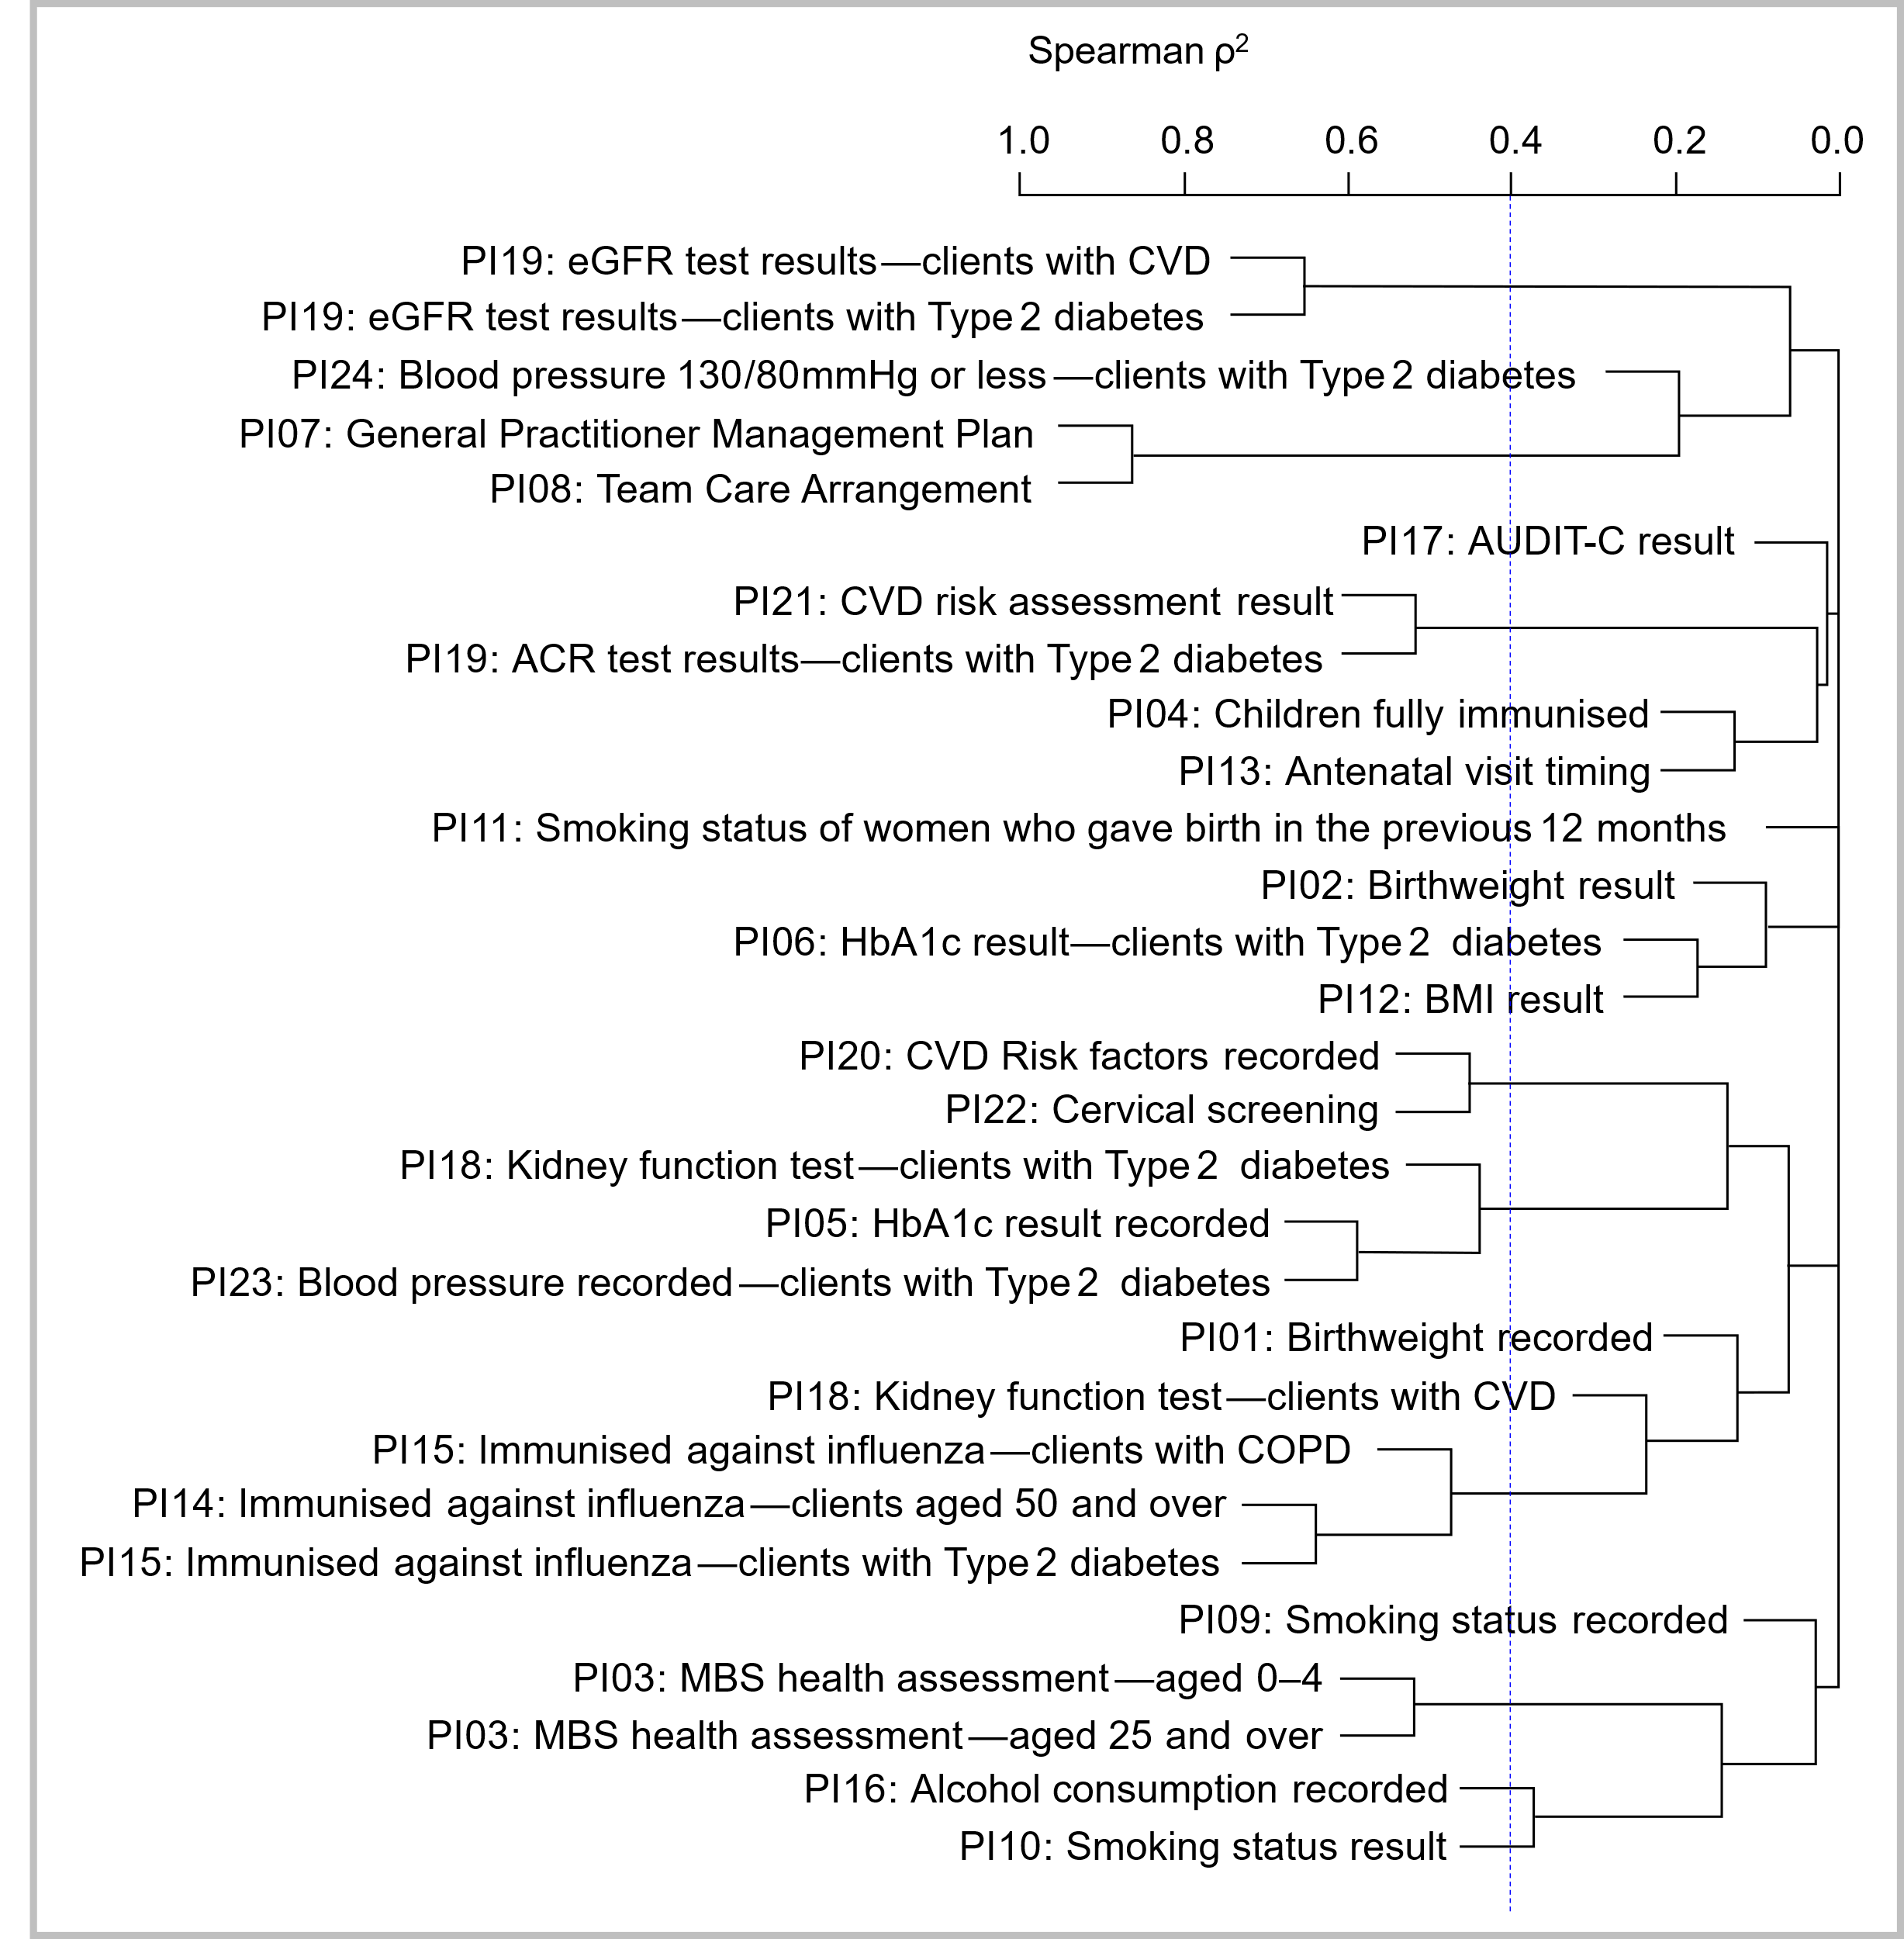 Spearman ρ²
1.0 0.8 0.6 0.4 0.2 0.0
PI19: eGFR test results—clients with CVD
PI19: eGFR test results—clients with Type 2 diabetes
PI24: Blood pressure 130/80mmHg or less—clients with Type 2 diabetes
PI07: General Practitioner Management Plan
PI08: Team Care Arrangement
PI17: AUDIT-C result
PI21: CVD risk assessment result
PI19: ACR test results—clients with Type 2 diabetes
PI04: Children fully immunised
PI13: Antenatal visit timing
PI11: Smoking status of women who gave birth in the previous 12 months
PI02: Birthweight result
PI06: HbA1c result—clients with Type 2 diabetes
PI12: BMI result
PI20: CVD Risk factors recorded
PI22: Cervical screening
PI18: Kidney function test—clients with Type 2 diabetes
PI05: HbA1c result recorded
PI23: Blood pressure recorded—clients with Type 2 diabetes
PI01: Birthweight recorded
PI18: Kidney function test—clients with CVD
PI15: Immunised against influenza—clients with COPD
PI14: Immunised against influenza—clients aged 50 and over
PI15: Immunised against influenza—clients with Type 2 diabetes
PI09: Smoking status recorded
PI03: MBS health assessment—aged 0–4
PI03: MBS health assessment—aged 25 and over
PI16: Alcohol consumption recorded
PI10: Smoking status result